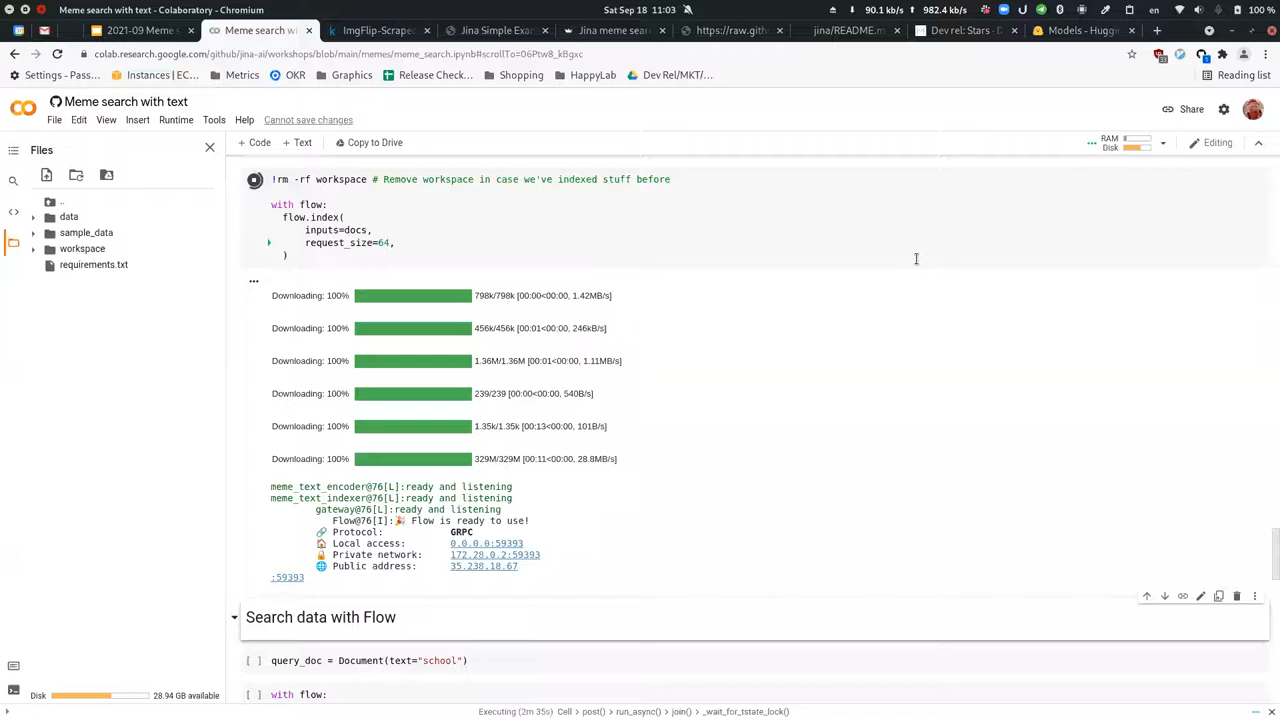 Meme search with text - Colaboratory - Chromium
Sat Sep 18 11:03
90.1 kb/s
982.4 kb/s
en
100 %
2021-09 Meme s
Meme search with
ImgFlip-Scrape
Jina Simple Exam
Jina meme searc
https://raw.gith
jina/README.m
Dev rel: Stars - D
Models - Huggin
colab.research.google.com/github/jina-ai/workshops/blob/main/memes/meme_search.ipynb#scrollTo=06Ptw8_kBgxc
Settings - Pass...
Instances | EC...
Metrics
OKR
Graphics
Release Check...
Shopping
HappyLab
Dev Rel/MKT/...
Reading list
Meme search with text
File
Edit
View
Insert
Runtime
Tools
Help
Cannot save changes
Share
Files
+ Code
+ Text
Copy to Drive
RAM
Disk
Editing
..
data
sample_data
workspace
requirements.txt
!rm -rf workspace # Remove workspace in case we've indexed stuff before
with flow:
flow.index(
inputs=docs,
request_size=64,
)
...
Downloading: 100% 798k/798k [00:00<00:00, 1.42MB/s]
Downloading: 100% 456k/456k [00:01<00:00, 246kB/s]
Downloading: 100% 1.36M/1.36M [00:01<00:00, 1.11MB/s]
Downloading: 100% 239/239 [00:00<00:00, 540B/s]
Downloading: 100% 1.35k/1.35k [00:13<00:00, 101B/s]
Downloading: 100% 329M/329M [00:11<00:00, 28.8MB/s]
meme_text_encoder@76[L]:ready and listening
meme_text_indexer@76[L]:ready and listening
gateway@76[L]:ready and listening
Flow@76[I]:🎉 Flow is ready to use!
🔗 Protocol: GRPC
🏠 Local access: 0.0.0.0:59393
🔒 Private network: 172.28.0.2:59393
🌐 Public address: 35.238.18.67
:59393
Search data with Flow
[ ] query_doc = Document(text="school")
[ ] with flow:
Disk
28.94 GB available
Executing (2m 35s) Cell > post() > run_async() > join() > _wait_for_tstate_lock()